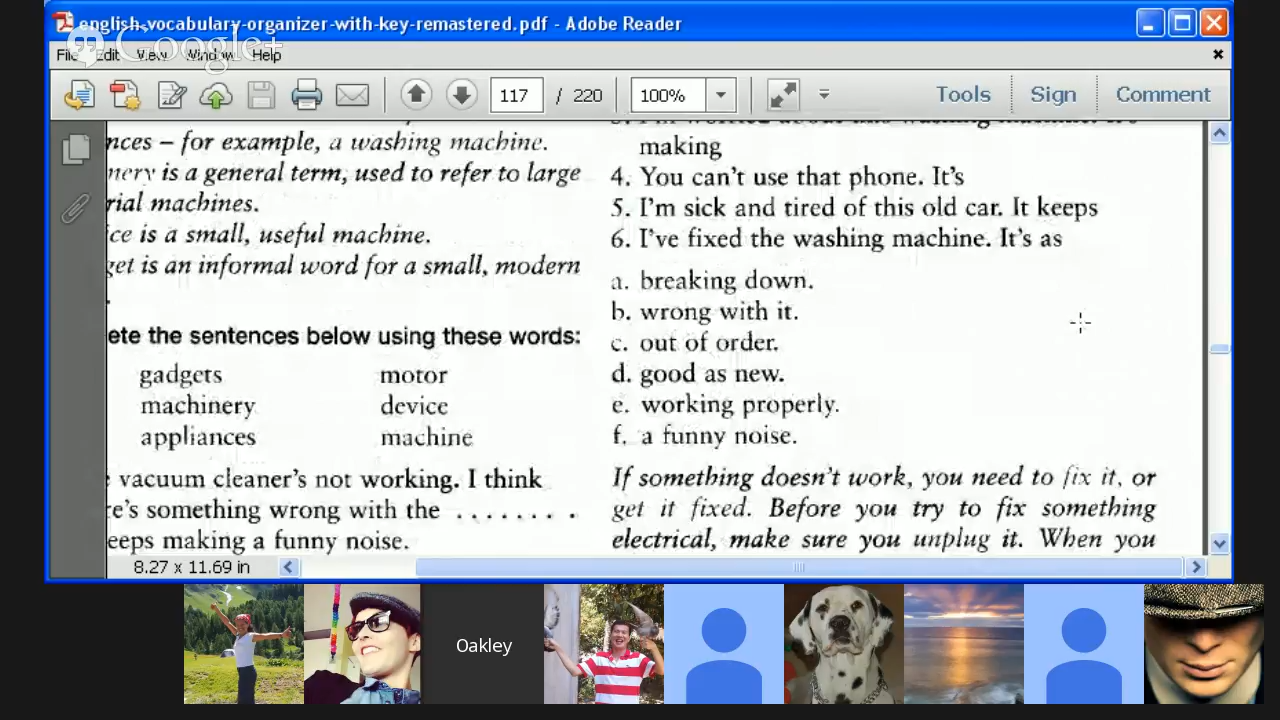 english-vocabulary-organizer-with-key-remastered.pdf - Adobe Reader
Google+
File Edit View Window Help
117 / 220 100% Tools Sign Comment
nces – for example, a washing machine.
nery is a general term, used to refer to large
rial machines.
ice is a small, useful machine.
get is an informal word for a small, modern
.
ete the sentences below using these words:
gadgets motor
machinery device
appliances machine
vacuum cleaner's not working. I think
re's something wrong with the . . . . . . . .
eeps making a funny noise.
making
4. You can't use that phone. It's
5. I'm sick and tired of this old car. It keeps
6. I've fixed the washing machine. It's as
a. breaking down.
b. wrong with it.
c. out of order.
d. good as new.
e. working properly.
f. a funny noise.
If something doesn't work, you need to fix it, or
get it fixed. Before you try to fix something
electrical, make sure you unplug it. When you
8.27 x 11.69 in
Oakley